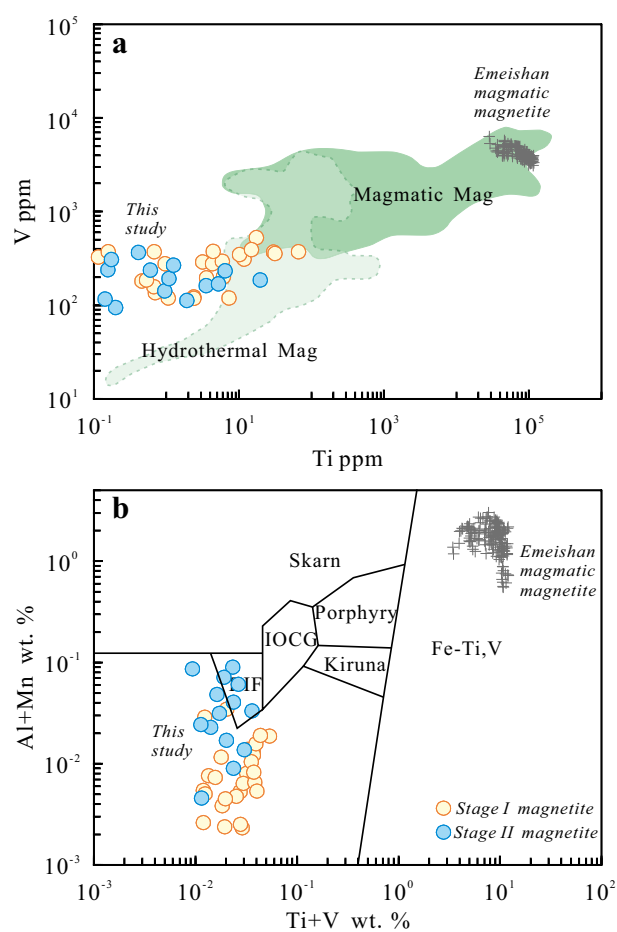 a
10^5
10^4
10^3
10^2
10^1
V ppm
Emeishan
magmatic
magnetite
Magmatic Mag
This
study
Hydrothermal Mag
10^-1
10^1
10^3
10^5
Ti ppm
b
10^0
10^-1
10^-2
10^-3
Al+Mn wt. %
Skarn
Porphyry
IOCG
Kiruna
Fe-Ti,V
Emeishan
magmatic
magnetite
This
study
Stage I magnetite
Stage II magnetite
10^-3
10^-2
10^-1
10^0
10^1
10^2
Ti+V wt. %